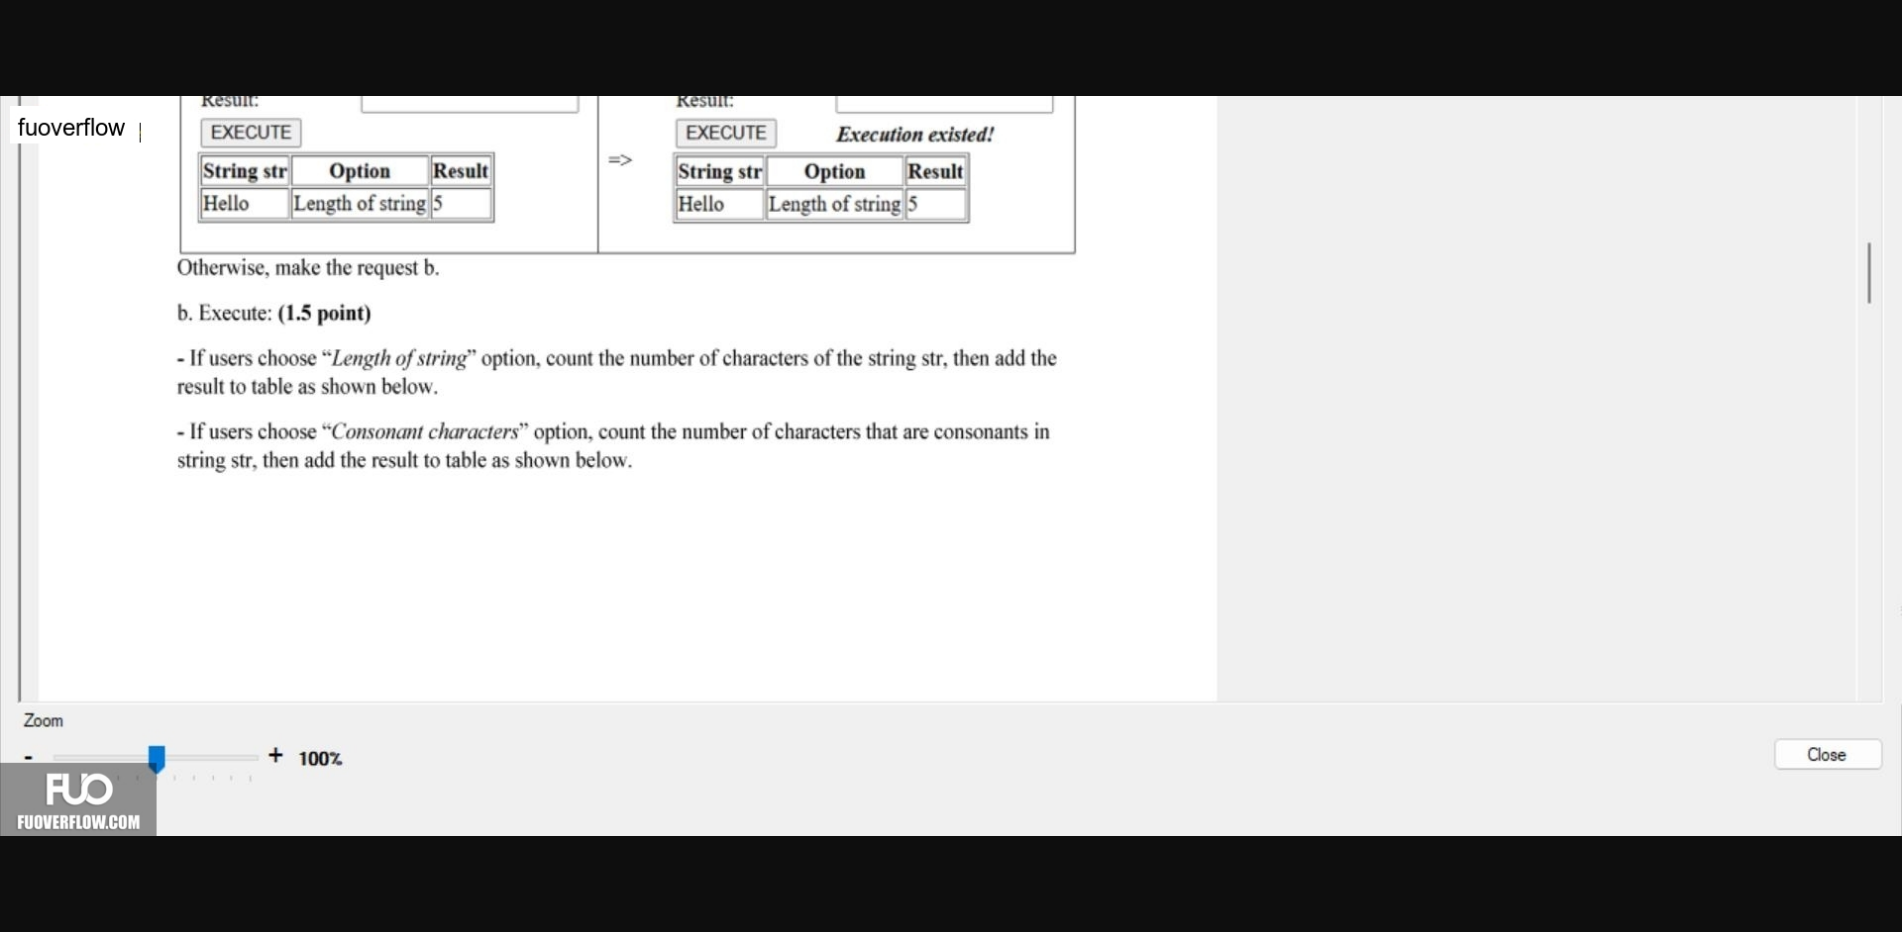 Result:
Result:
fuoverflow
EXECUTE
EXECUTE
Execution existed!
String str Option Result
=>
String str Option Result
Hello Length of string 5
Hello Length of string 5
Otherwise, make the request b.
b. Execute: (1.5 point)
- If users choose “Length of string” option, count the number of characters of the string str, then add the
result to table as shown below.
- If users choose “Consonant characters” option, count the number of characters that are consonants in
string str, then add the result to table as shown below.
Zoom
- + 100%
Close
FUO
FUOVERFLOW.COM